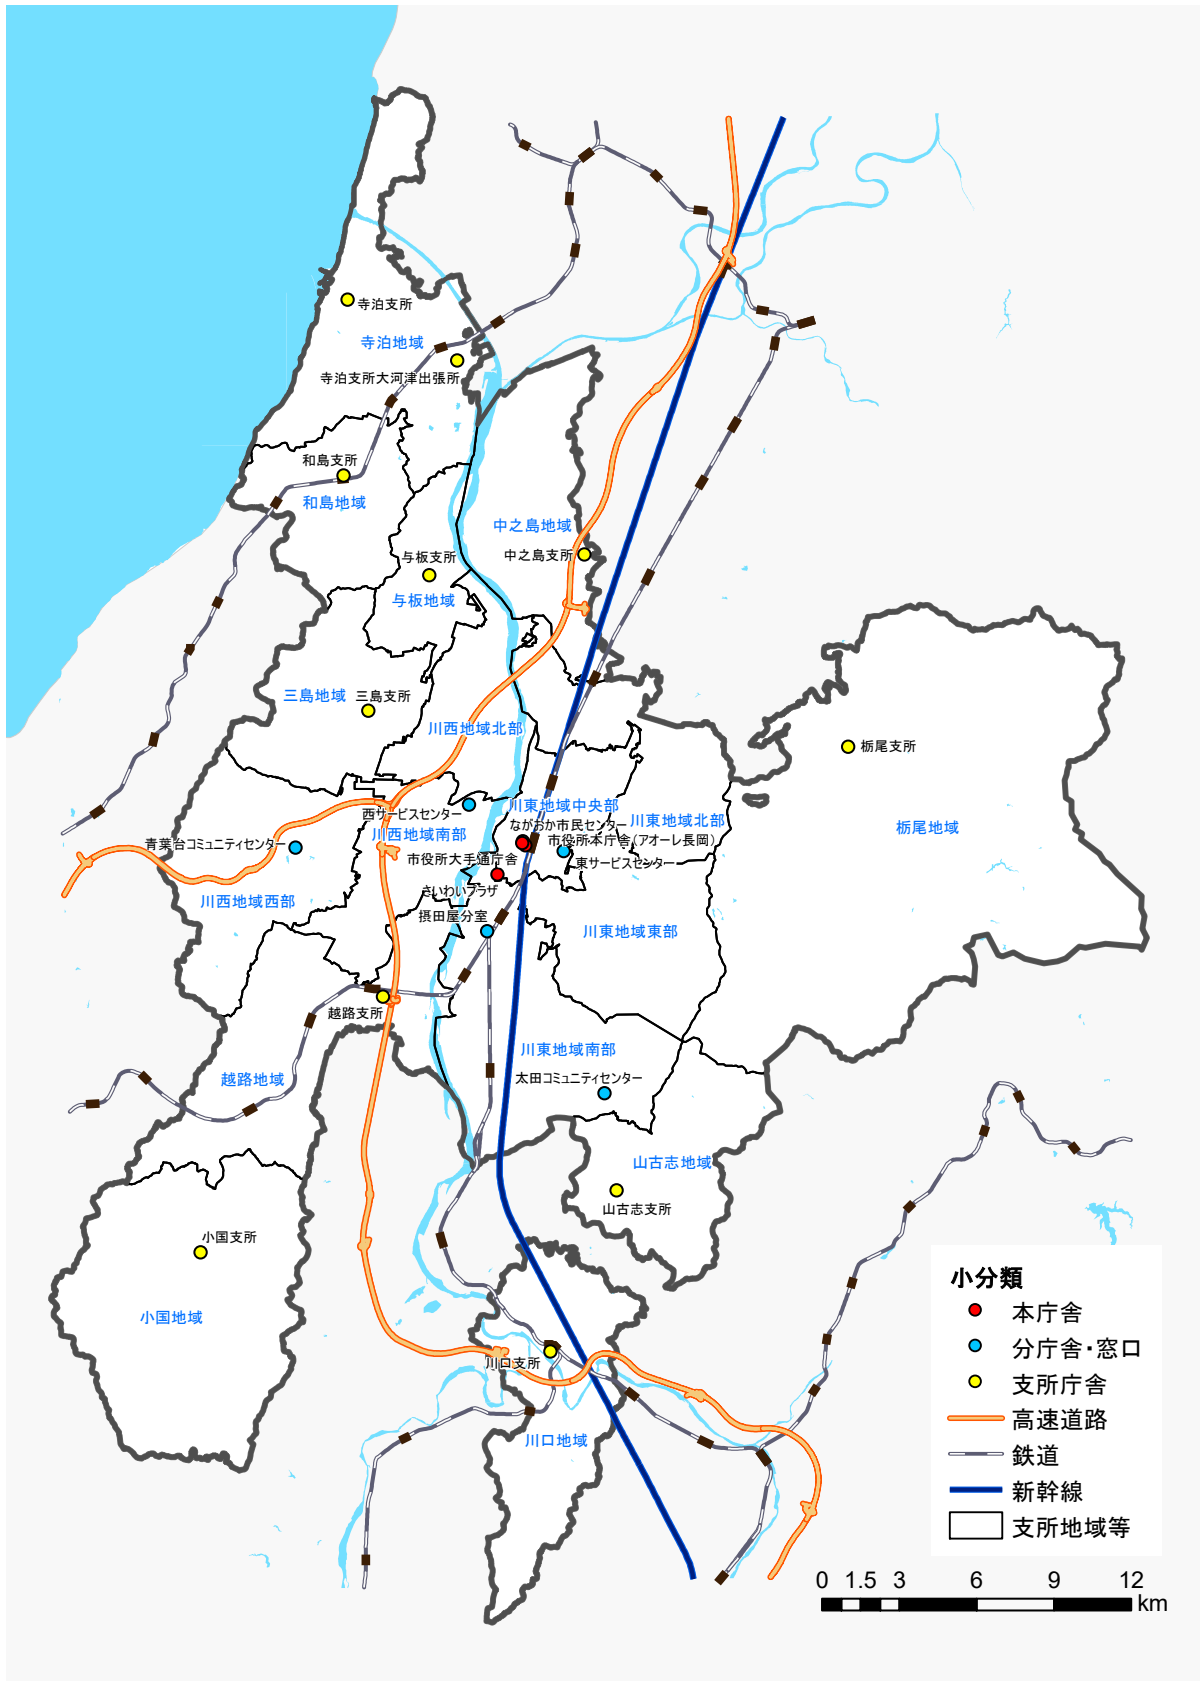 寺泊支所
寺泊地域
寺泊支所大河津出張所
和島支所
和島地域
中之島地域
中之島支所
与板支所
与板地域
三島地域
三島支所
川西地域北部
栃尾支所
西サービスセンター
川東地域中央部
ながおか市民センター
川東地域北部
栃尾地域
川西地域南部
市役所本庁舎(アオーレ長岡)
青葉台コミュニティセンター
市役所大手通庁舎
東サービスセンター
さいわいプラザ
川西地域西部
摂田屋分室
川東地域東部
越路支所
川東地域南部
越路地域
太田コミュニティセンター
山古志地域
山古志支所
小国支所
小国地域
川口支所
川口地域
小分類
本庁舎
分庁舎・窓口
支所庁舎
高速道路
鉄道
新幹線
支所地域等
0 1.5 3 6 9 12
km